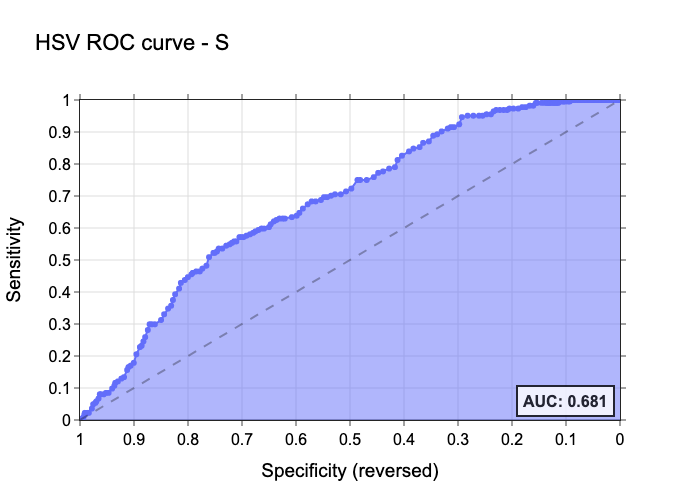 HSV ROC curve - S
Sensitivity
1
0.9
0.8
0.7
0.6
0.5
0.4
0.3
0.2
0.1
0
AUC: 0.681
1 0.9 0.8 0.7 0.6 0.5 0.4 0.3 0.2 0.1 0
Specificity (reversed)